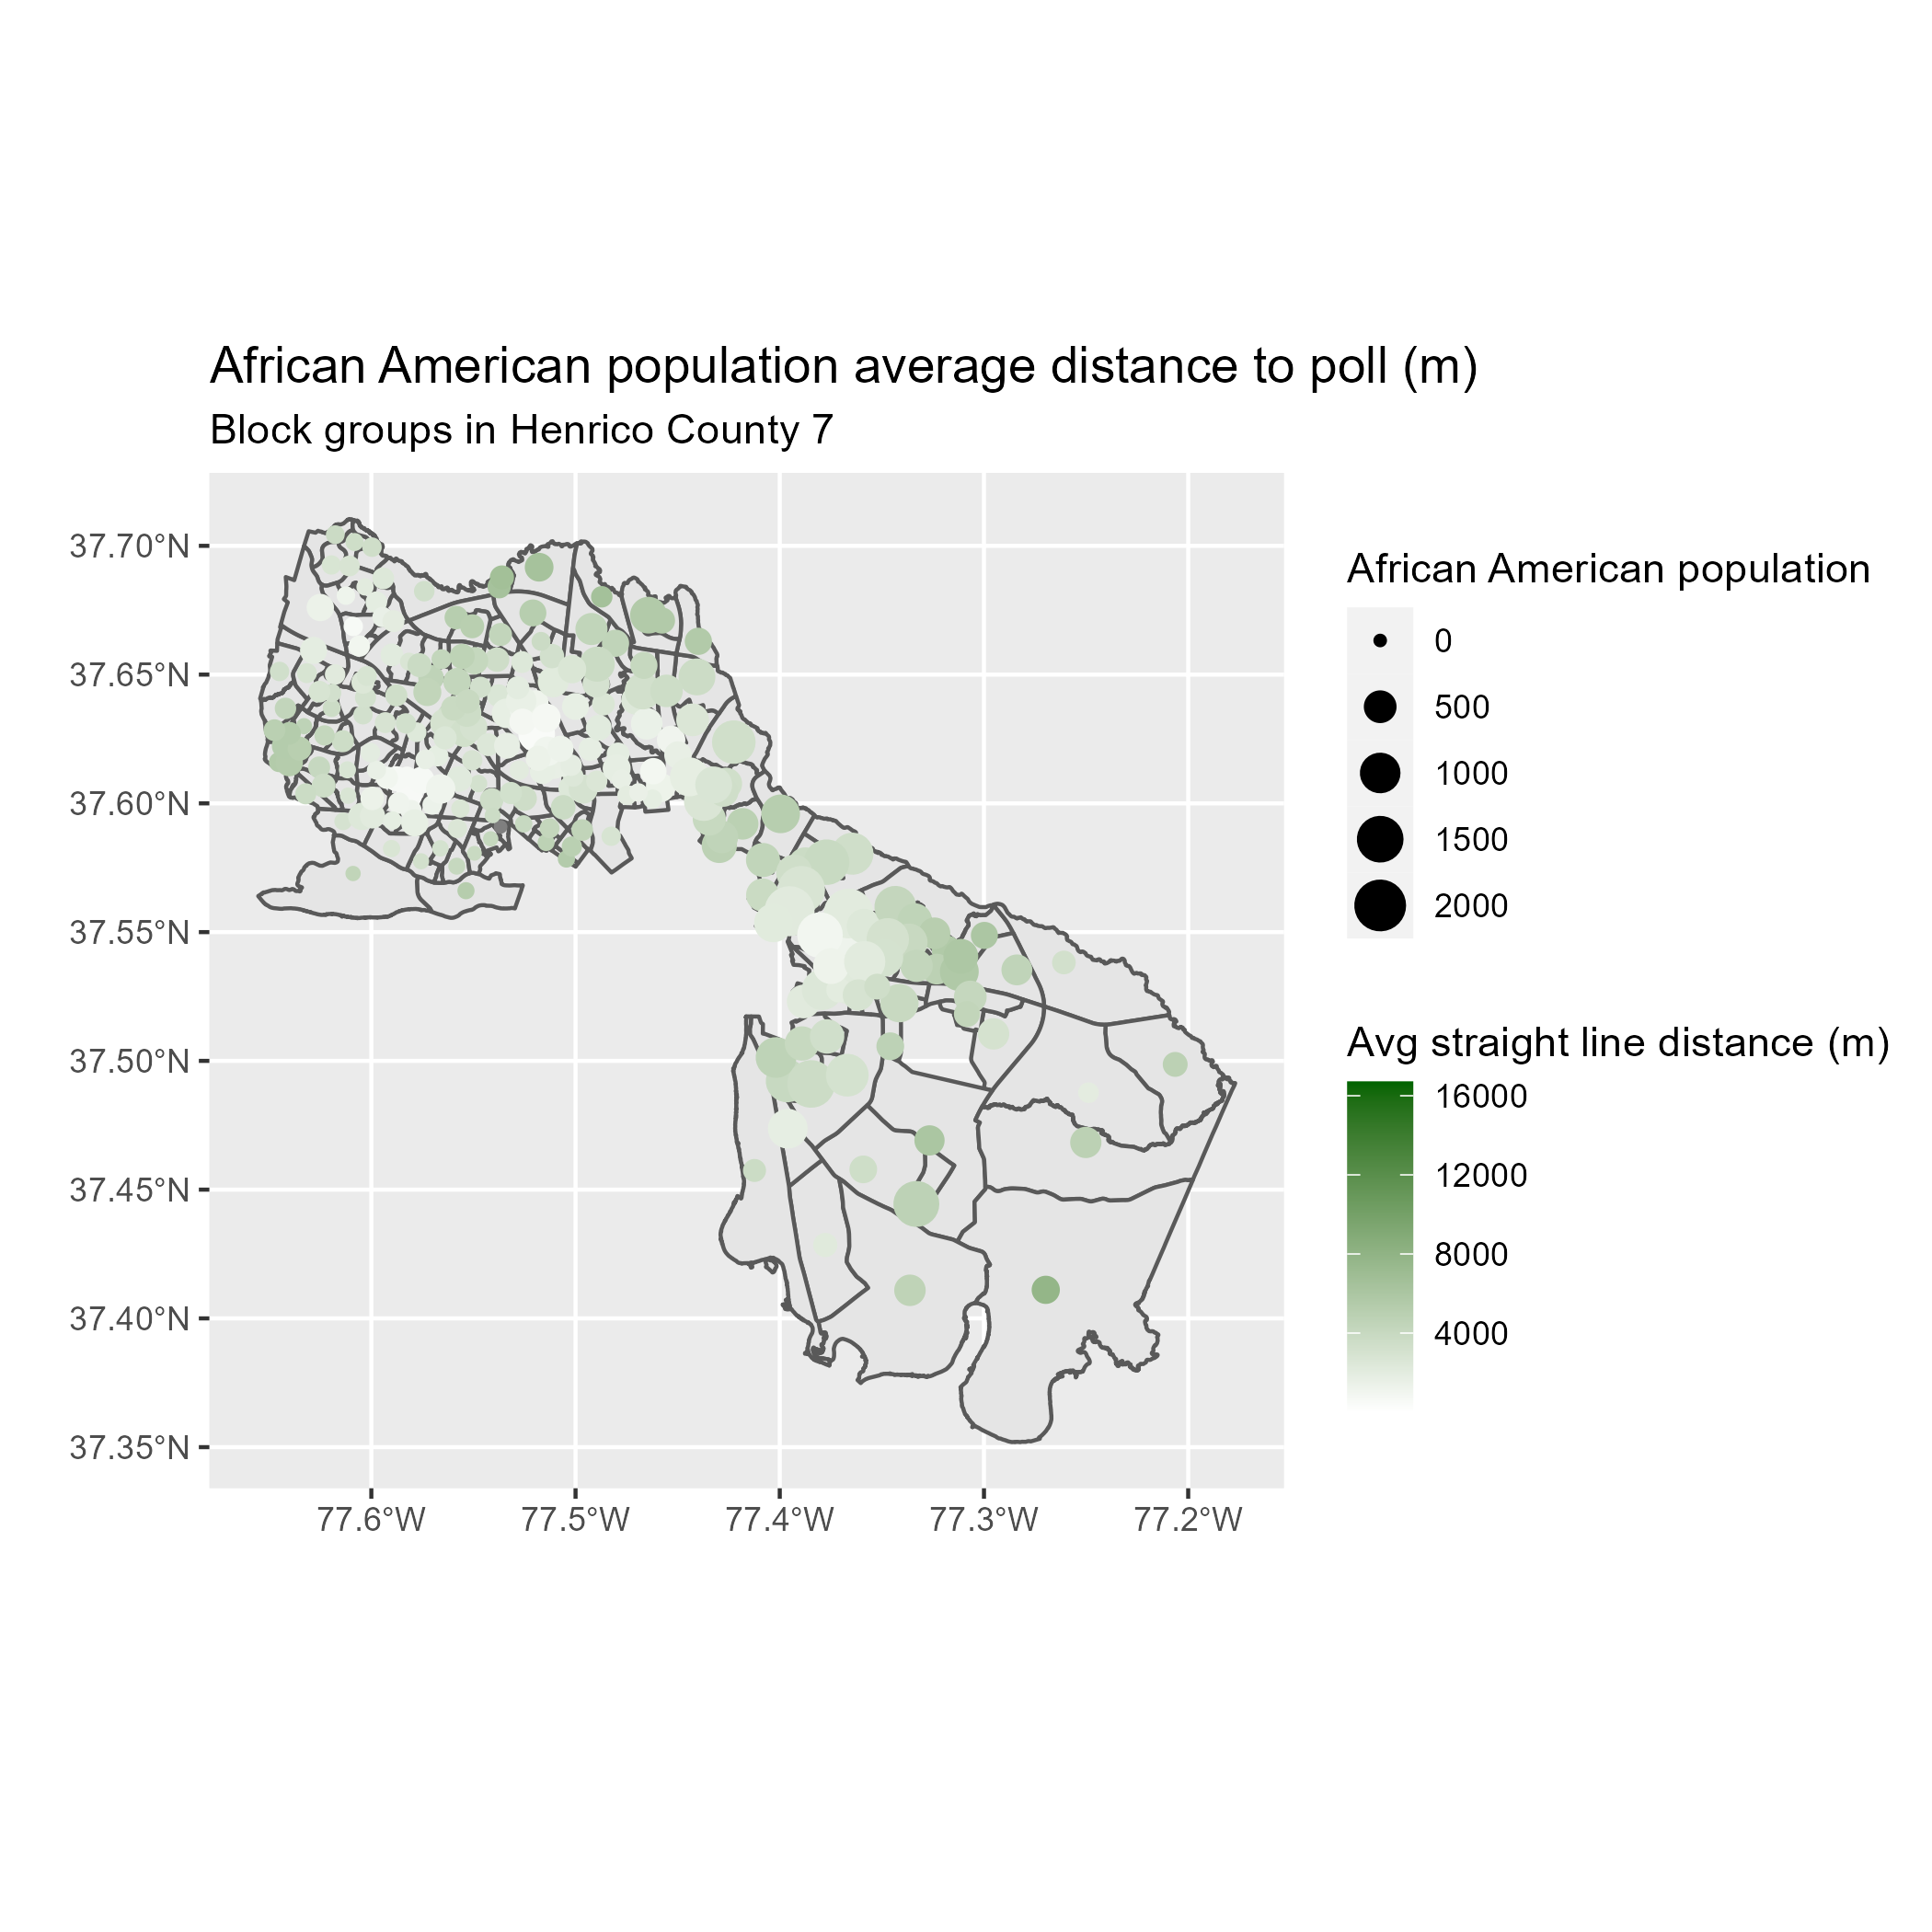 African American population average distance to poll (m)
Block groups in Henrico County 7
37.70°N
37.65°N
37.60°N
37.55°N
37.50°N
37.45°N
37.40°N
37.35°N
77.6°W 77.5°W 77.4°W 77.3°W 77.2°W
African American population
0
500
1000
1500
2000
Avg straight line distance (m)
16000
12000
8000
4000